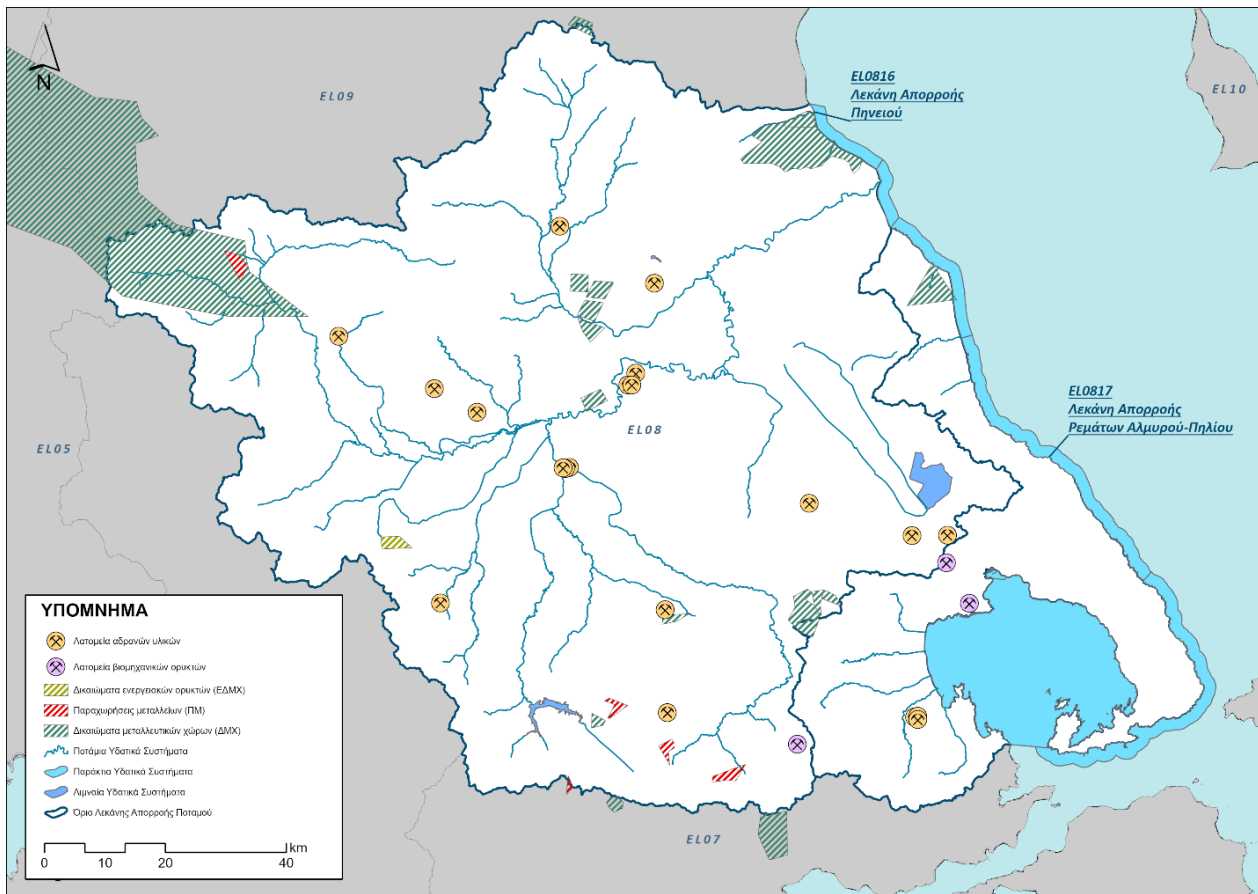 N
EL09
EL0816
Λεκάνη Απορροής
Πηνειού
EL10
EL05
EL08
EL0817
Λεκάνη Απορροής
Ρεμάτων Αλμυρού-Πηλίου
EL07
ΥΠΟΜΝΗΜΑ
Λατομεία αδρανών υλικών
Λατομεία βιομηχανικών ορυκτών
Δικαιώματα ενεργειακών ορυκτών (ΕΔΜΧ)
Παραχωρήσεις μεταλλείων (ΠΜ)
Δικαιώματα μεταλλευτικών χώρων (ΔΜΧ)
Ποτάμια Υδατικά Συστήματα
Παράκτια Υδατικά Συστήματα
Λιμναία Υδατικά Συστήματα
Όριο Λεκάνης Απορροής Ποταμού
km
0 10 20 40